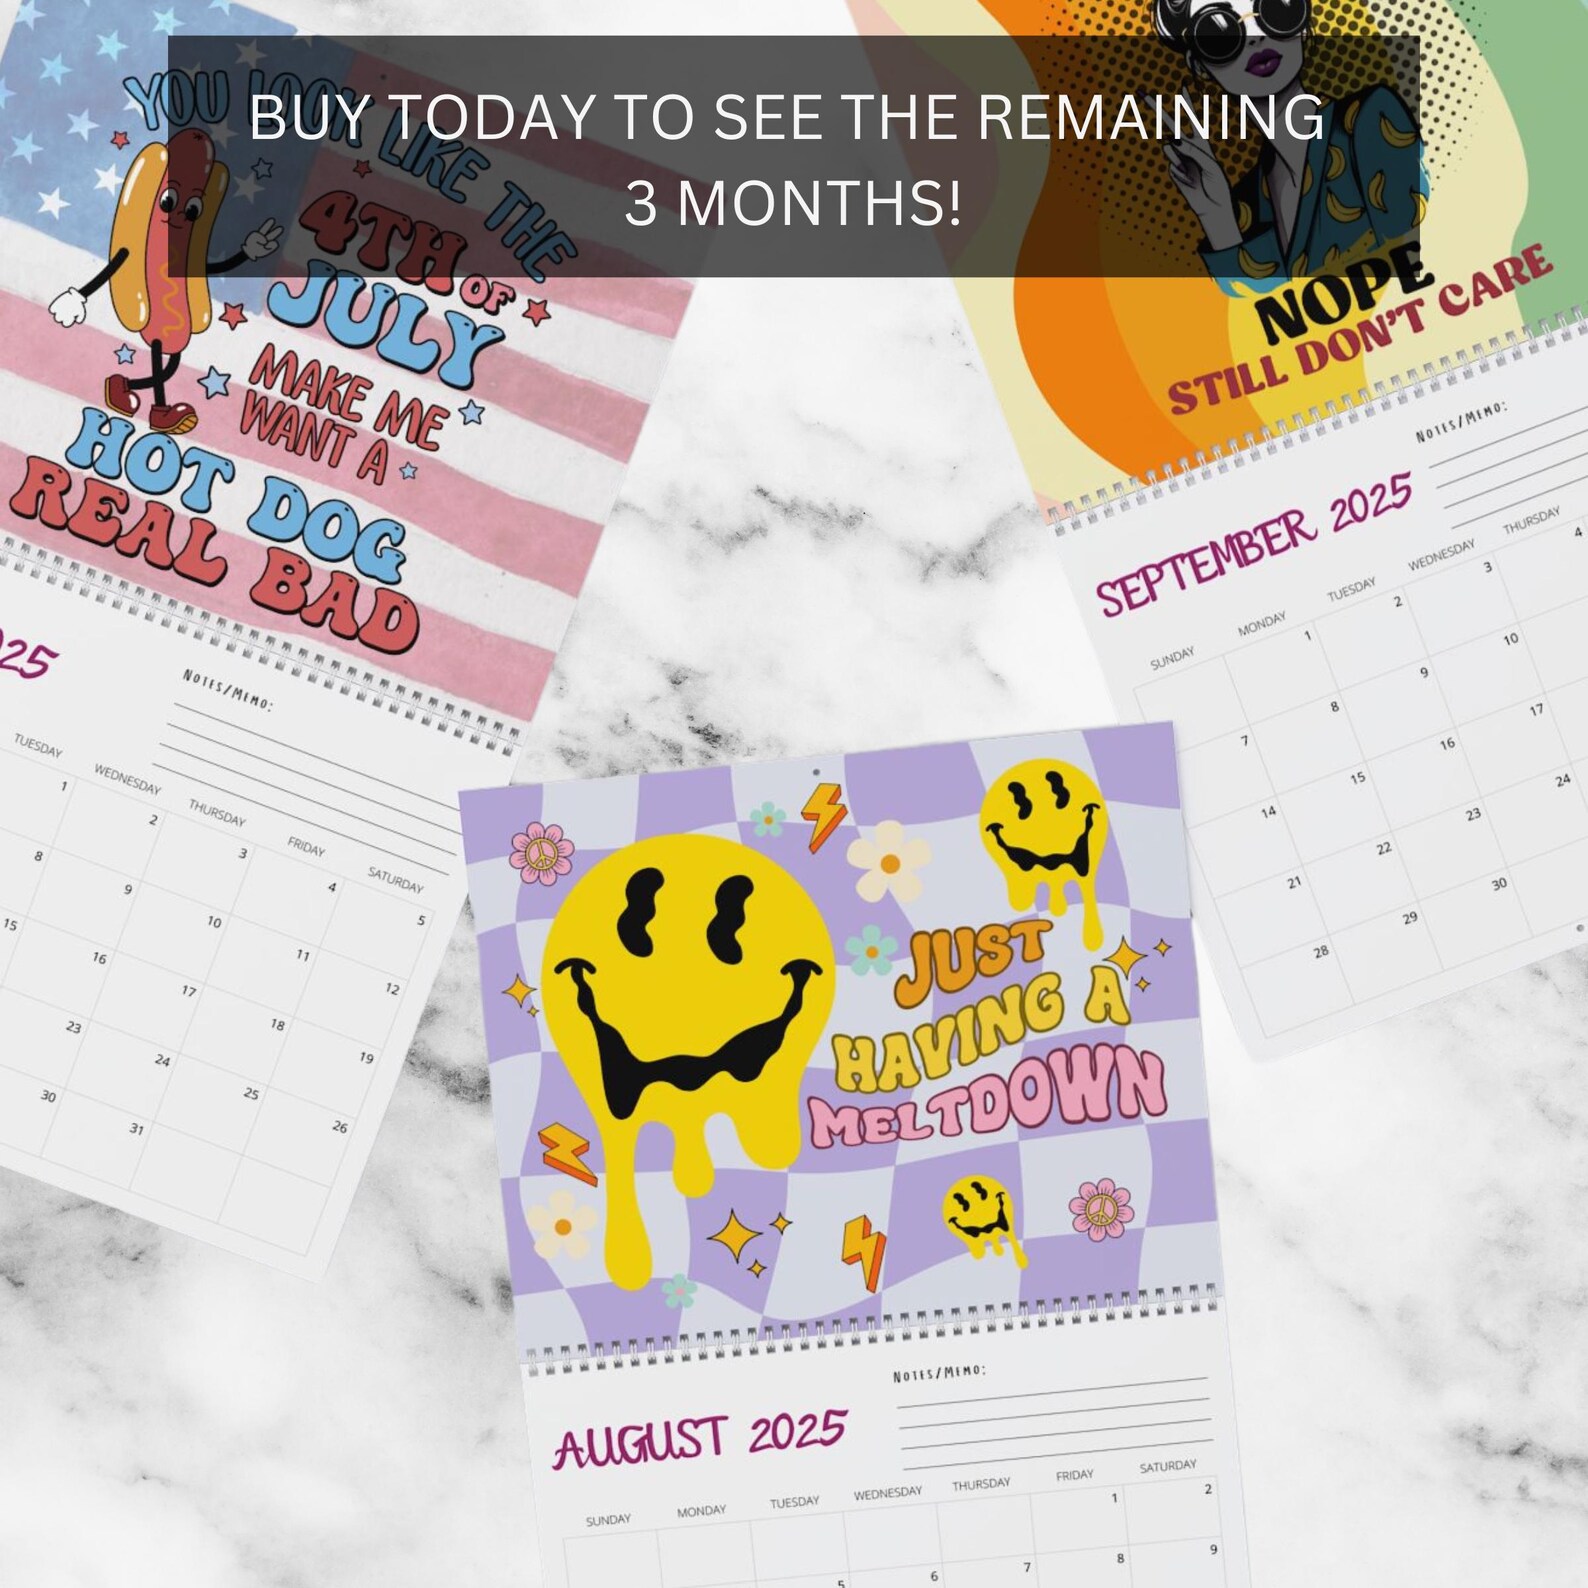 BUY TODAY TO SEE THE REMAINING
3 MONTHS!
YOU LOOK LIKE THE
4TH OF
JULY
MAKE ME
WANT A
HOT DOG
REAL BAD
NOTES/MEMO:
TUESDAY WEDNESDAY THURSDAY FRIDAY SATURDAY
1 2 3 4 5
8 9 10 11 12
15 16 17 18 19
23 24 25 26
30 31
NOPE
STILL DON'T CARE
NOTES/MEMO:
SEPTEMBER 2025
SUNDAY MONDAY TUESDAY WEDNESDAY THURSDAY
1 2 3 4
7 8 9 10
14 15 16 17
21 22 23 24
28 29 30
JUST
HAVING A
MELTDOWN
NOTES/MEMO:
AUGUST 2025
SUNDAY MONDAY TUESDAY WEDNESDAY THURSDAY FRIDAY SATURDAY
1 2
5 6 7 8 9